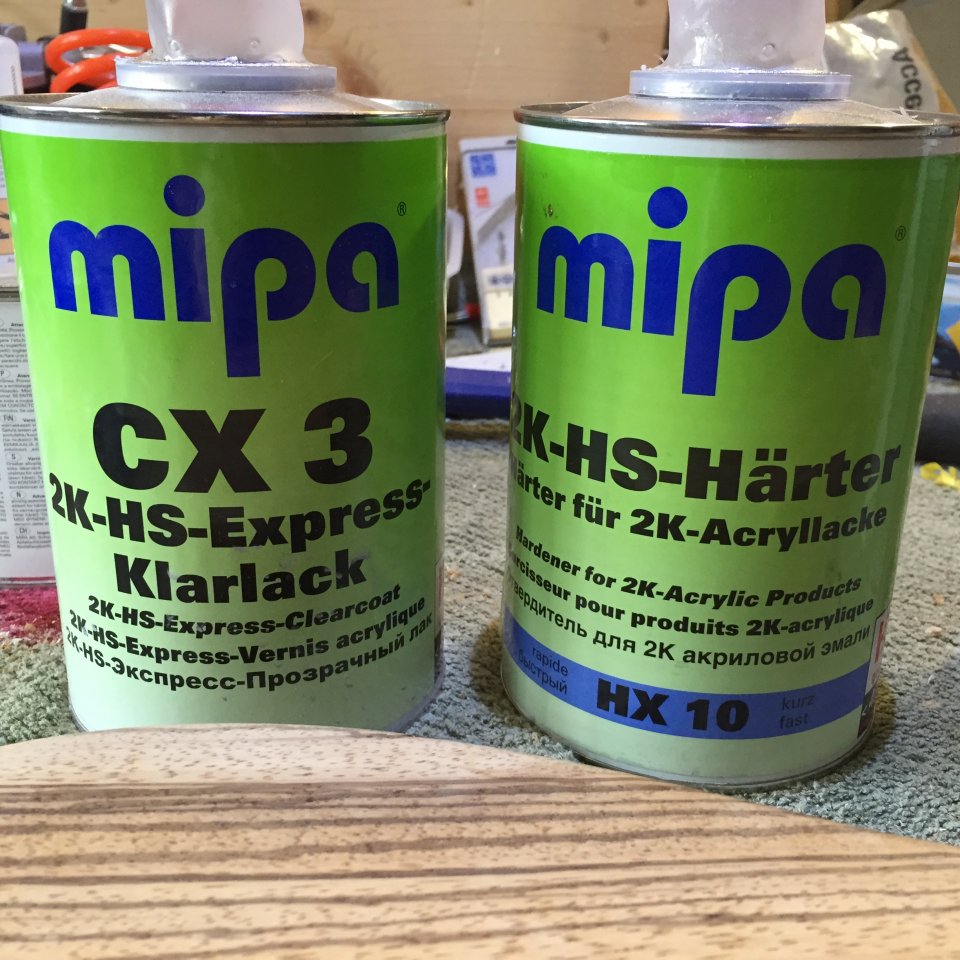 mipa®
CX 3
2K-HS-Express-
Klarlack
2K-HS-Express-Clearcoat
2K-HS-Express-Vernis acrylique
2K-HS-Экспресс-Прозрачный лак
mipa®
2K-HS-Härter
Härter für 2K-Acryllacke
Hardener for 2K-Acrylic Products
Durcisseur pour produits 2K-acrylique
Отвердитель для 2K акриловой эмали
rapide
быстрый
HX 10
kurz
fast